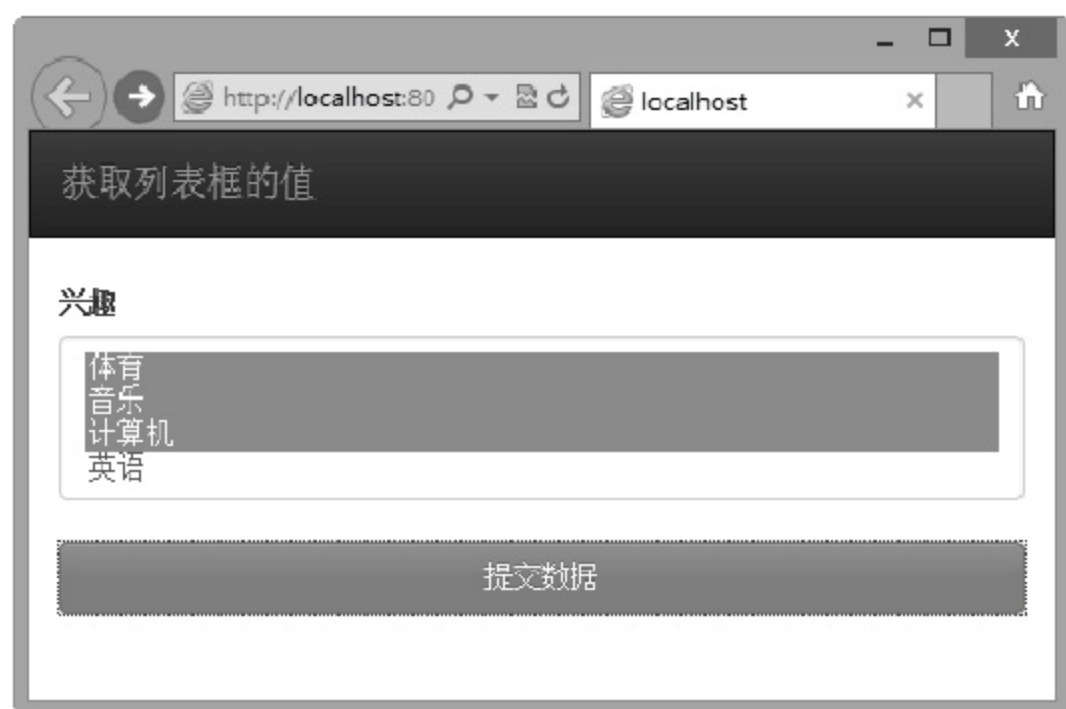 http://localhost:80
localhost
获取列表框的值
兴趣
体育
音乐
计算机
英语
提交数据